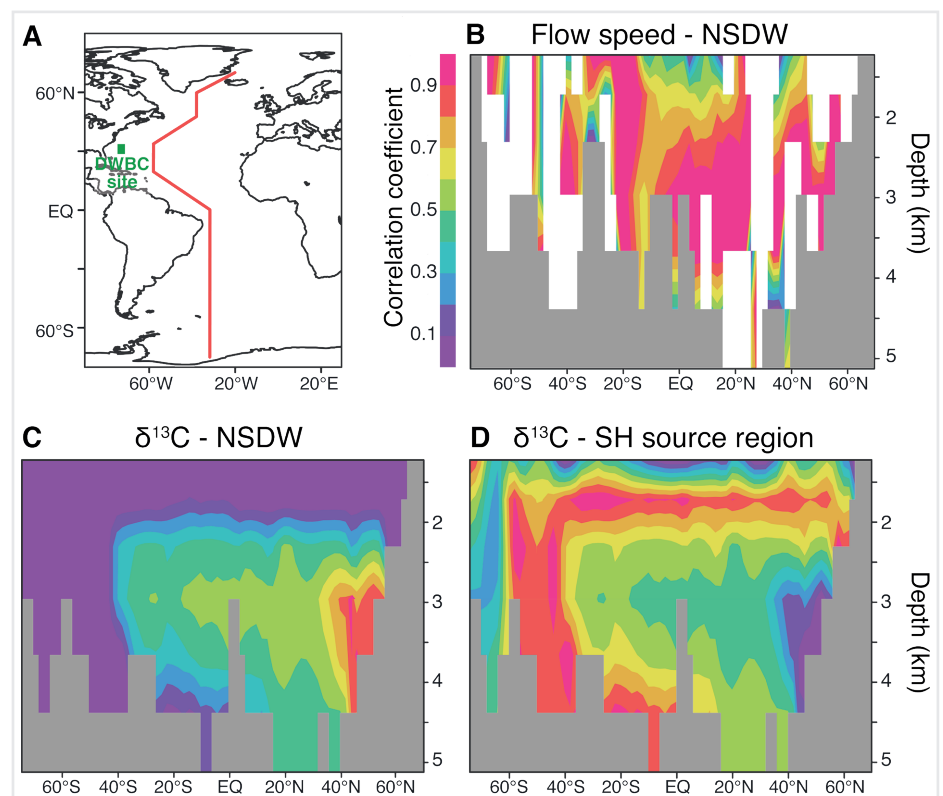 A
60°N
EQ
60°S
60°W
20°W
20°E
DWBC
site
Correlation coefficient
0.9
0.7
0.5
0.3
0.1
B
Flow speed - NSDW
2
3
4
5
Depth (km)
60°S
40°S
20°S
EQ
20°N
40°N
60°N
C
δ¹³C - NSDW
2
3
4
5
60°S
40°S
20°S
EQ
20°N
40°N
60°N
D
δ¹³C - SH source region
2
3
4
5
Depth (km)
60°S
40°S
20°S
EQ
20°N
40°N
60°N